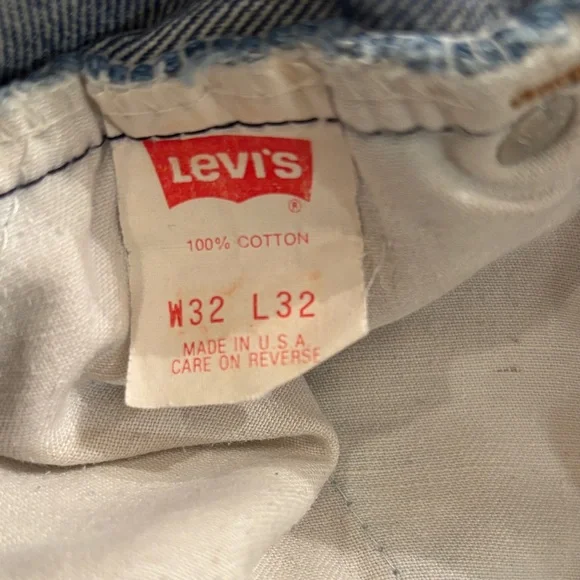 Levi's
®
100% COTTON
W32 L32
MADE IN U.S.A.
CARE ON REVERSE